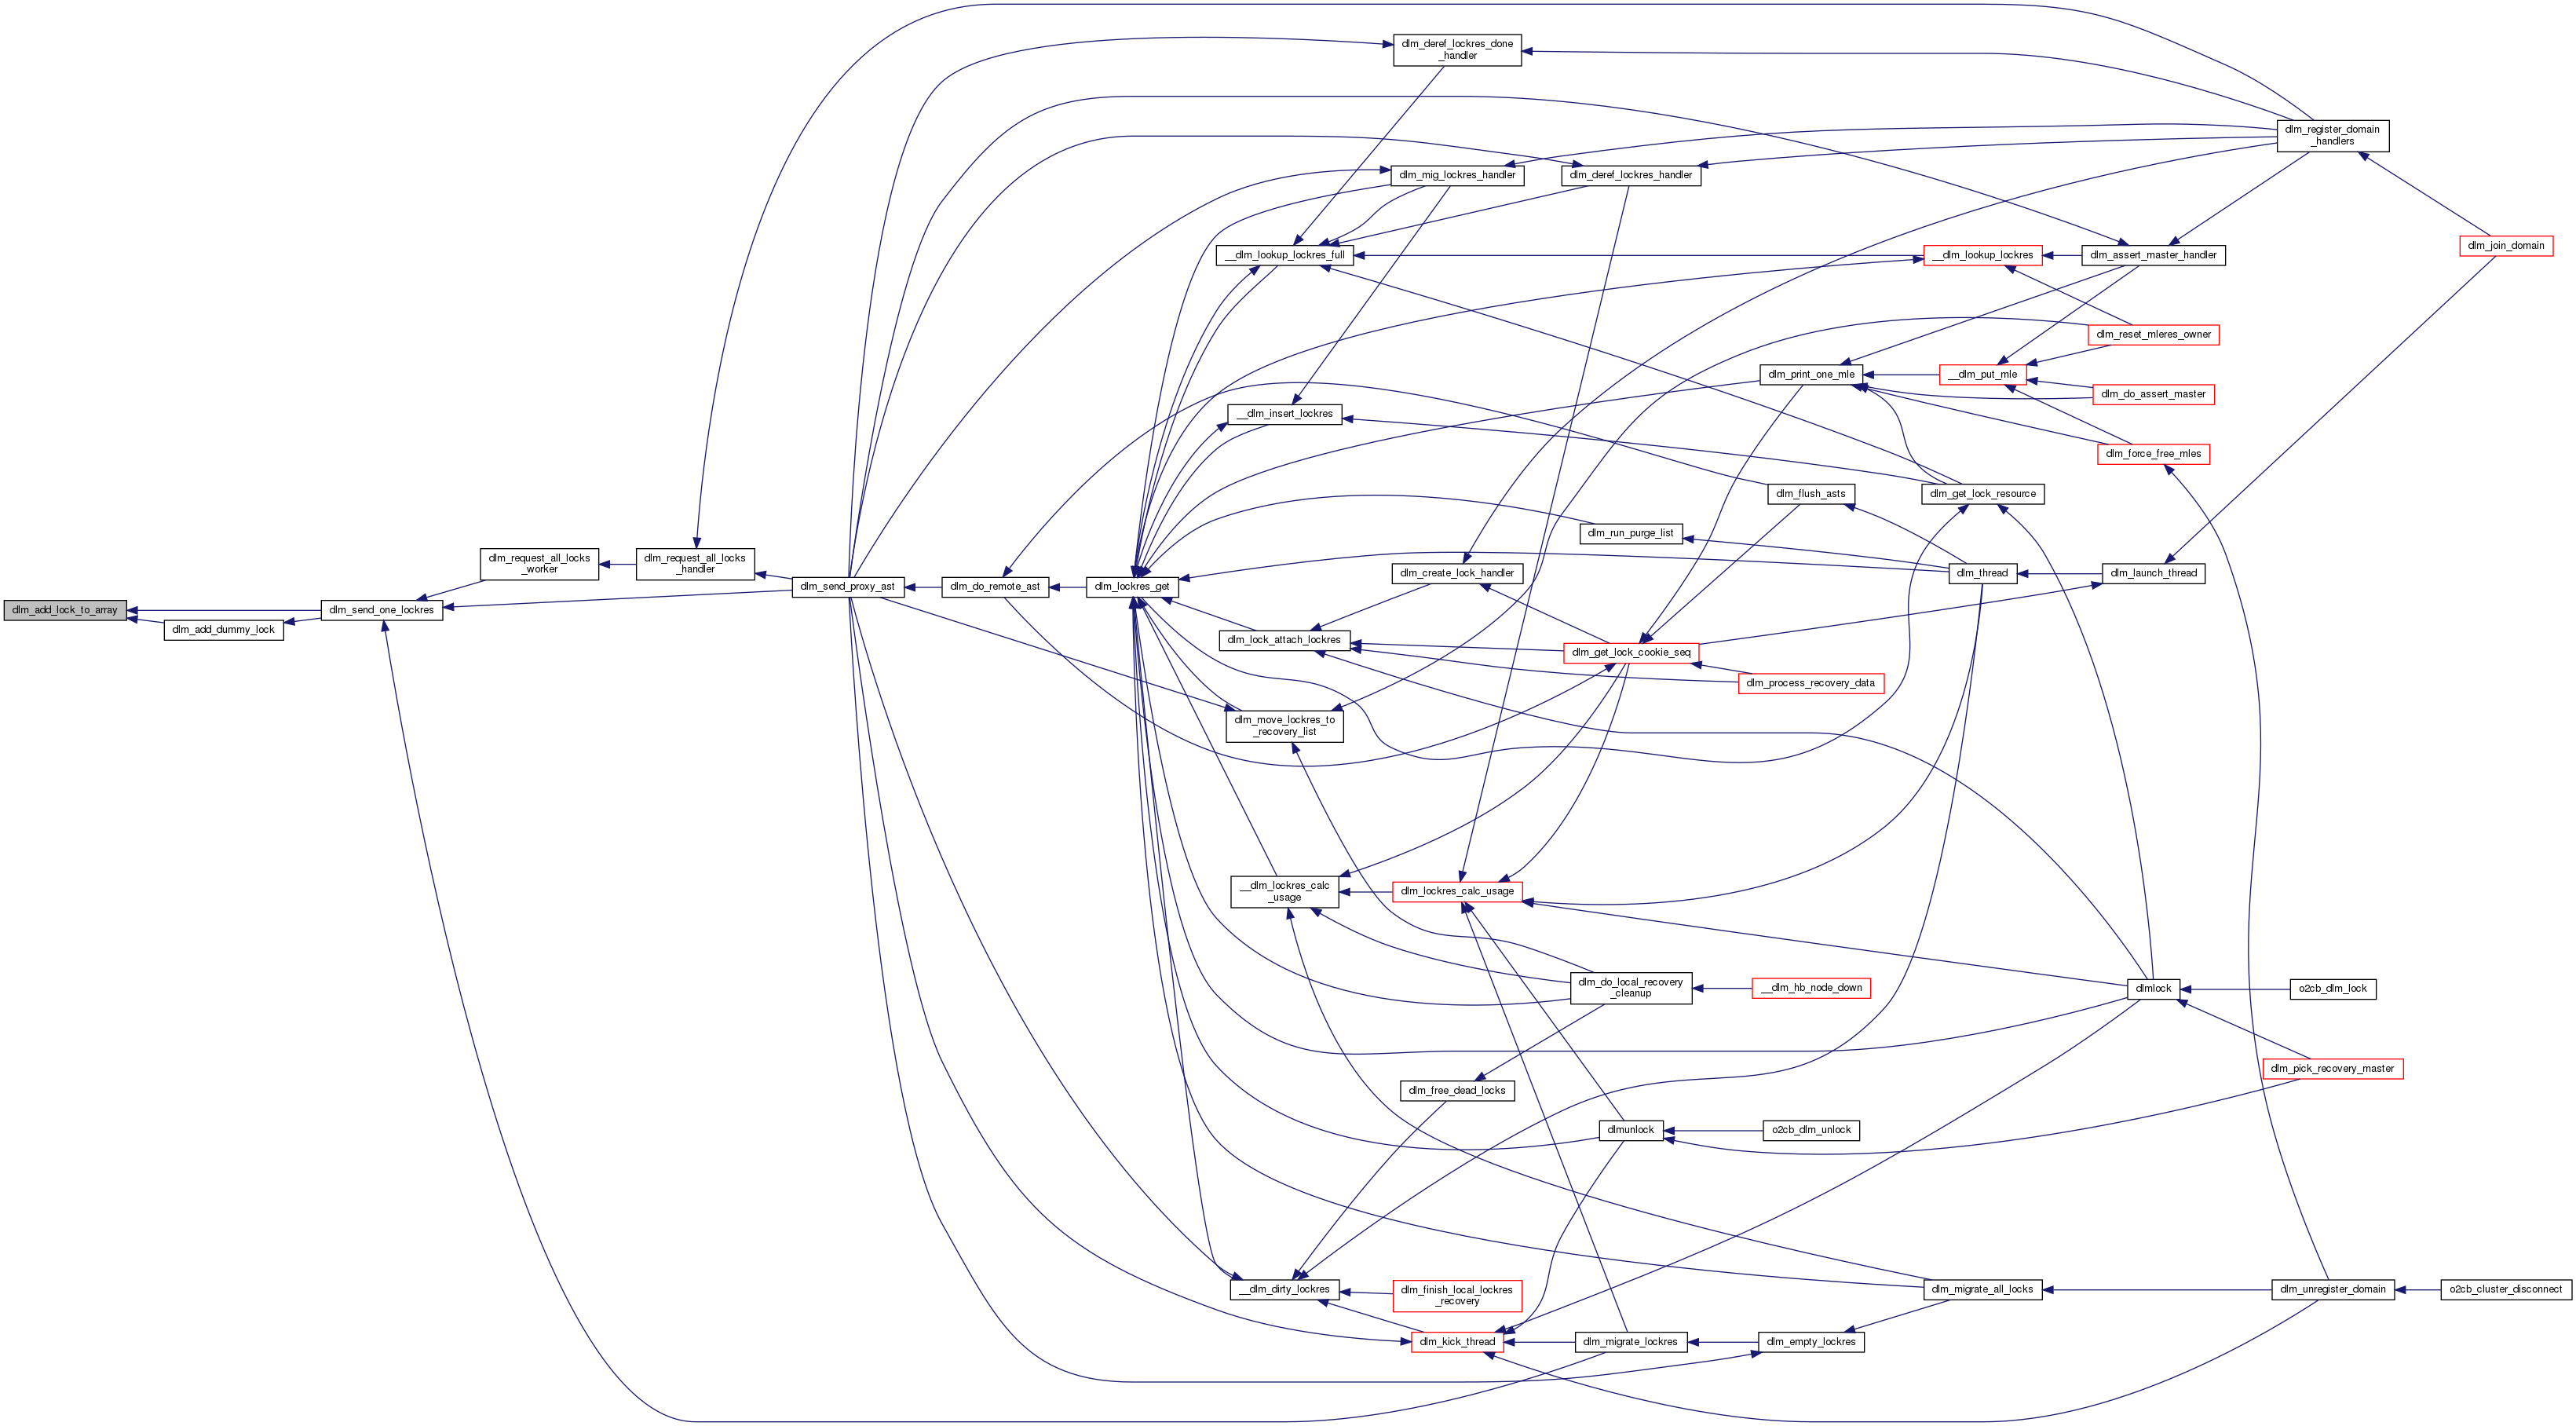 dlm_deref_lockres_done
_handler
dlm_register_domain
_handlers
dlm_mig_lockres_handler
dlm_deref_lockres_handler
dlm_join_domain
__dlm_lookup_lockres_full
__dlm_lookup_lockres
dlm_assert_master_handler
dlm_reset_mleres_owner
dlm_print_one_mle
__dlm_put_mle
dlm_do_assert_master
__dlm_insert_lockres
dlm_force_free_mles
dlm_flush_asts
dlm_get_lock_resource
dlm_run_purge_list
dlm_request_all_locks
_worker
dlm_request_all_locks
_handler
dlm_create_lock_handler
dlm_thread
dlm_launch_thread
dlm_send_proxy_ast
dlm_do_remote_ast
dlm_lockres_get
dlm_add_lock_to_array
dlm_send_one_lockres
dlm_add_dummy_lock
dlm_lock_attach_lockres
dlm_get_lock_cookie_seq
dlm_process_recovery_data
dlm_move_lockres_to
_recovery_list
__dlm_lockres_calc
_usage
dlm_lockres_calc_usage
dlm_do_local_recovery
_cleanup
__dlm_hb_node_down
dlmlock
o2cb_dlm_lock
dlm_pick_recovery_master
dlm_free_dead_locks
dlmunlock
o2cb_dlm_unlock
__dlm_dirty_lockres
dlm_finish_local_lockres
_recovery
dlm_migrate_all_locks
dlm_unregister_domain
o2cb_cluster_disconnect
dlm_kick_thread
dlm_migrate_lockres
dlm_empty_lockres